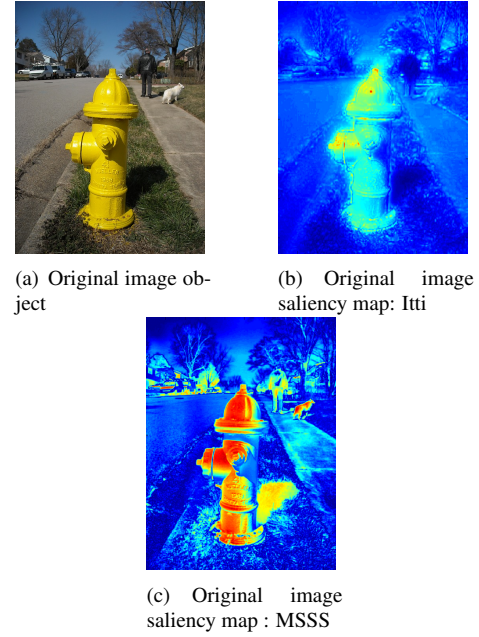 (a) Original image ob-
ject
(b) Original image
saliency map: Itti
(c) Original image
saliency map : MSSS